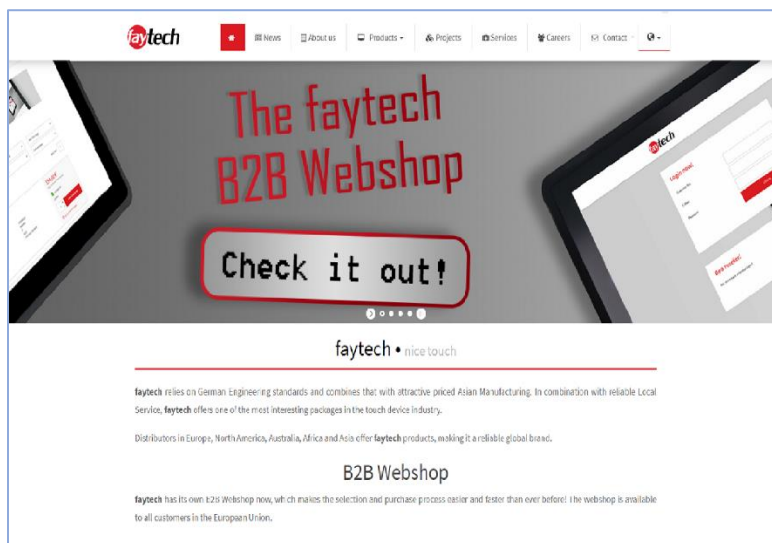 faytech
News About us Products Projects Services Careers Contact
The faytech
B2B Webshop
Check it out!
faytech
Login now!
faytech • nice touch
faytech relies on German Engineering standards and combines that with attractive priced Asian Manufacturing. In combination with reliable Local
Service, faytech offers one of the most interesting packages in the touch device industry.
Distributors in Europe, North America, Australia, Africa and Asia offer faytech products, making it a reliable global brand.
B2B Webshop
faytech has its own B2B Webshop now, which makes the selection and purchase process easier and faster than ever before! The webshop is available
to all customers in the European Union.